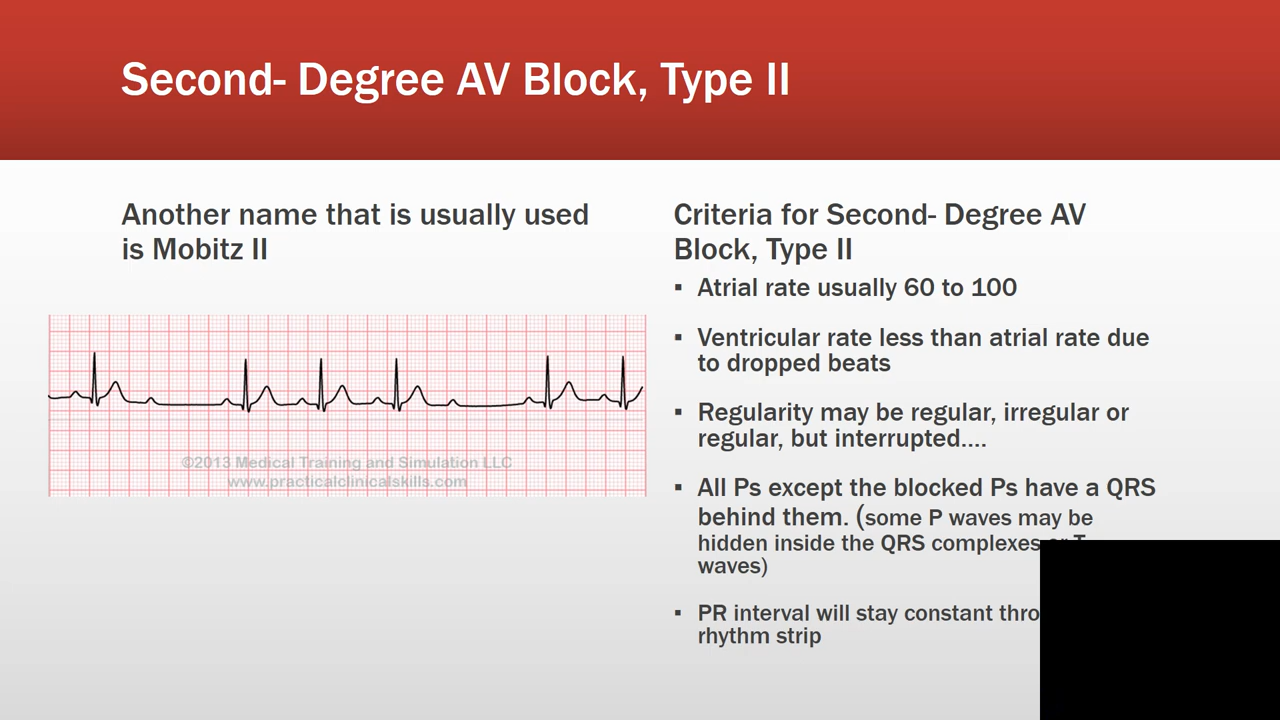 Second- Degree AV Block, Type II
Another name that is usually used
is Mobitz II
©2013 Medical Training and Simulation LLC
www.practicalclinicalskills.com
Criteria for Second- Degree AV
Block, Type II
▪ Atrial rate usually 60 to 100
▪ Ventricular rate less than atrial rate due
to dropped beats
▪ Regularity may be regular, irregular or
regular, but interrupted....
▪ All Ps except the blocked Ps have a QRS
behind them. (some P waves may be
hidden inside the QRS complexes or T
waves)
▪ PR interval will stay constant thro
rhythm strip